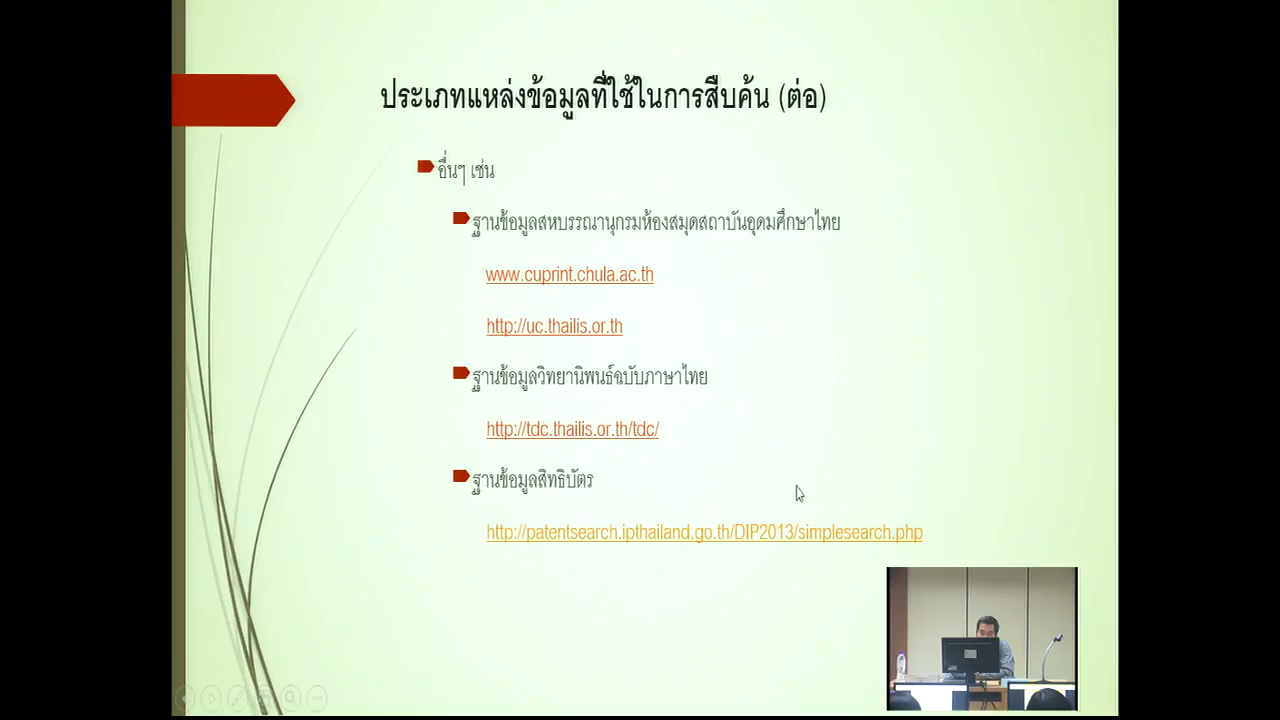 ประเภทแหล่งข้อมูลที่ใช้ในการสืบค้น (ต่อ)
อื่นๆ เช่น
ฐานข้อมูลสหบรรณานุกรมห้องสมุดสถาบันอุดมศึกษาไทย
www.cuprint.chula.ac.th
http://uc.thailis.or.th
ฐานข้อมูลวิทยานิพนธ์ฉบับภาษาไทย
http://tdc.thailis.or.th/tdc/
ฐานข้อมูลสิทธิบัตร
http://patentsearch.ipthailand.go.th/DIP2013/simplesearch.php